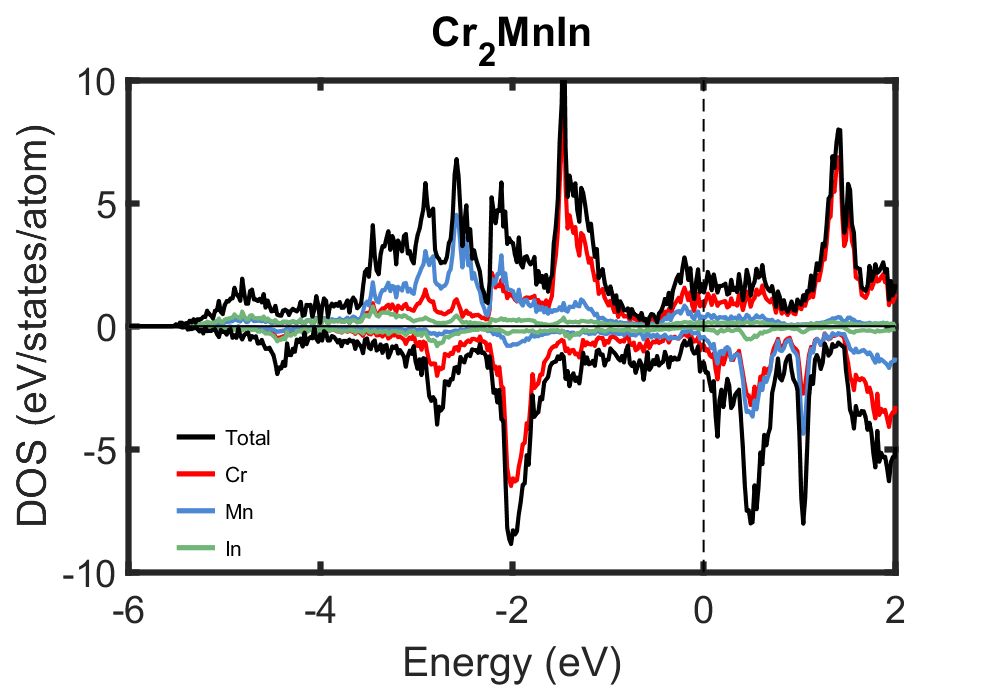 Cr₂MnIn
DOS (eV/states/atom)
10
5
0
-5
-10
Total
Cr
Mn
In
-6 -4 -2 0 2
Energy (eV)